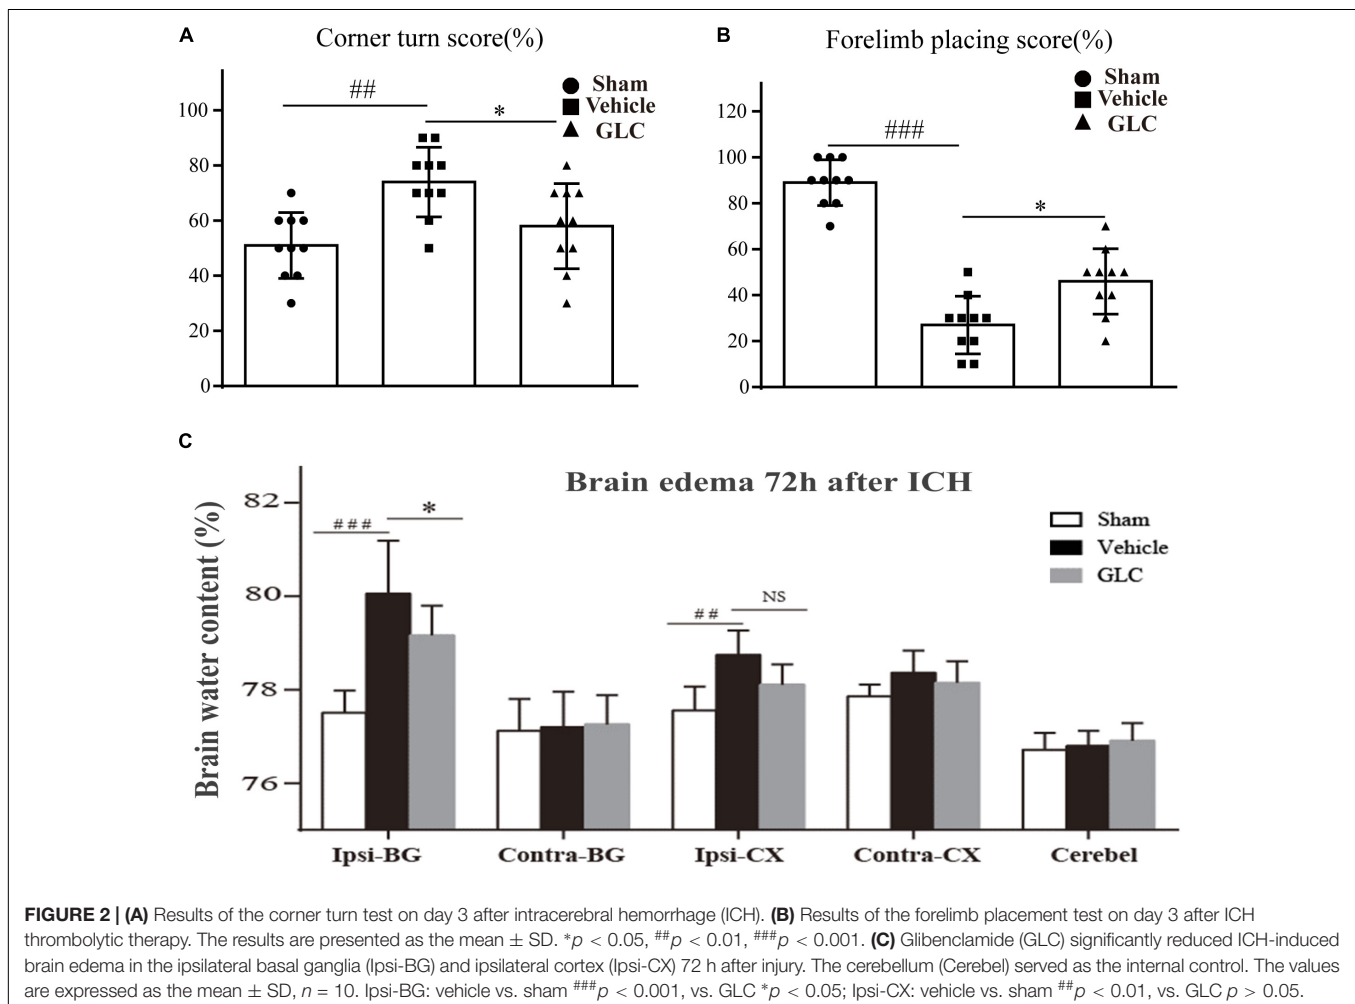 A
Corner turn score(%)
Sham
Vehicle
GLC
##
*
100
80
60
40
20
0
B
Forelimb placing score(%)
Sham
Vehicle
GLC
###
*
120
100
80
60
40
20
0
C
Brain edema 72h after ICH
Brain water content (%)
82
80
78
76
###
*
##
NS
Sham
Vehicle
GLC
Ipsi-BG
Contra-BG
Ipsi-CX
Contra-CX
Cerebel
FIGURE 2 | (A) Results of the corner turn test on day 3 after intracerebral hemorrhage (ICH). (B) Results of the forelimb placement test on day 3 after ICH
thrombolytic therapy. The results are presented as the mean ± SD. *p < 0.05, ##p < 0.01, ###p < 0.001. (C) Glibenclamide (GLC) significantly reduced ICH-induced
brain edema in the ipsilateral basal ganglia (Ipsi-BG) and ipsilateral cortex (Ipsi-CX) 72 h after injury. The cerebellum (Cerebel) served as the internal control. The values
are expressed as the mean ± SD, n = 10. Ipsi-BG: vehicle vs. sham ###p < 0.001, vs. GLC *p < 0.05; Ipsi-CX: vehicle vs. sham ##p < 0.01, vs. GLC p > 0.05.